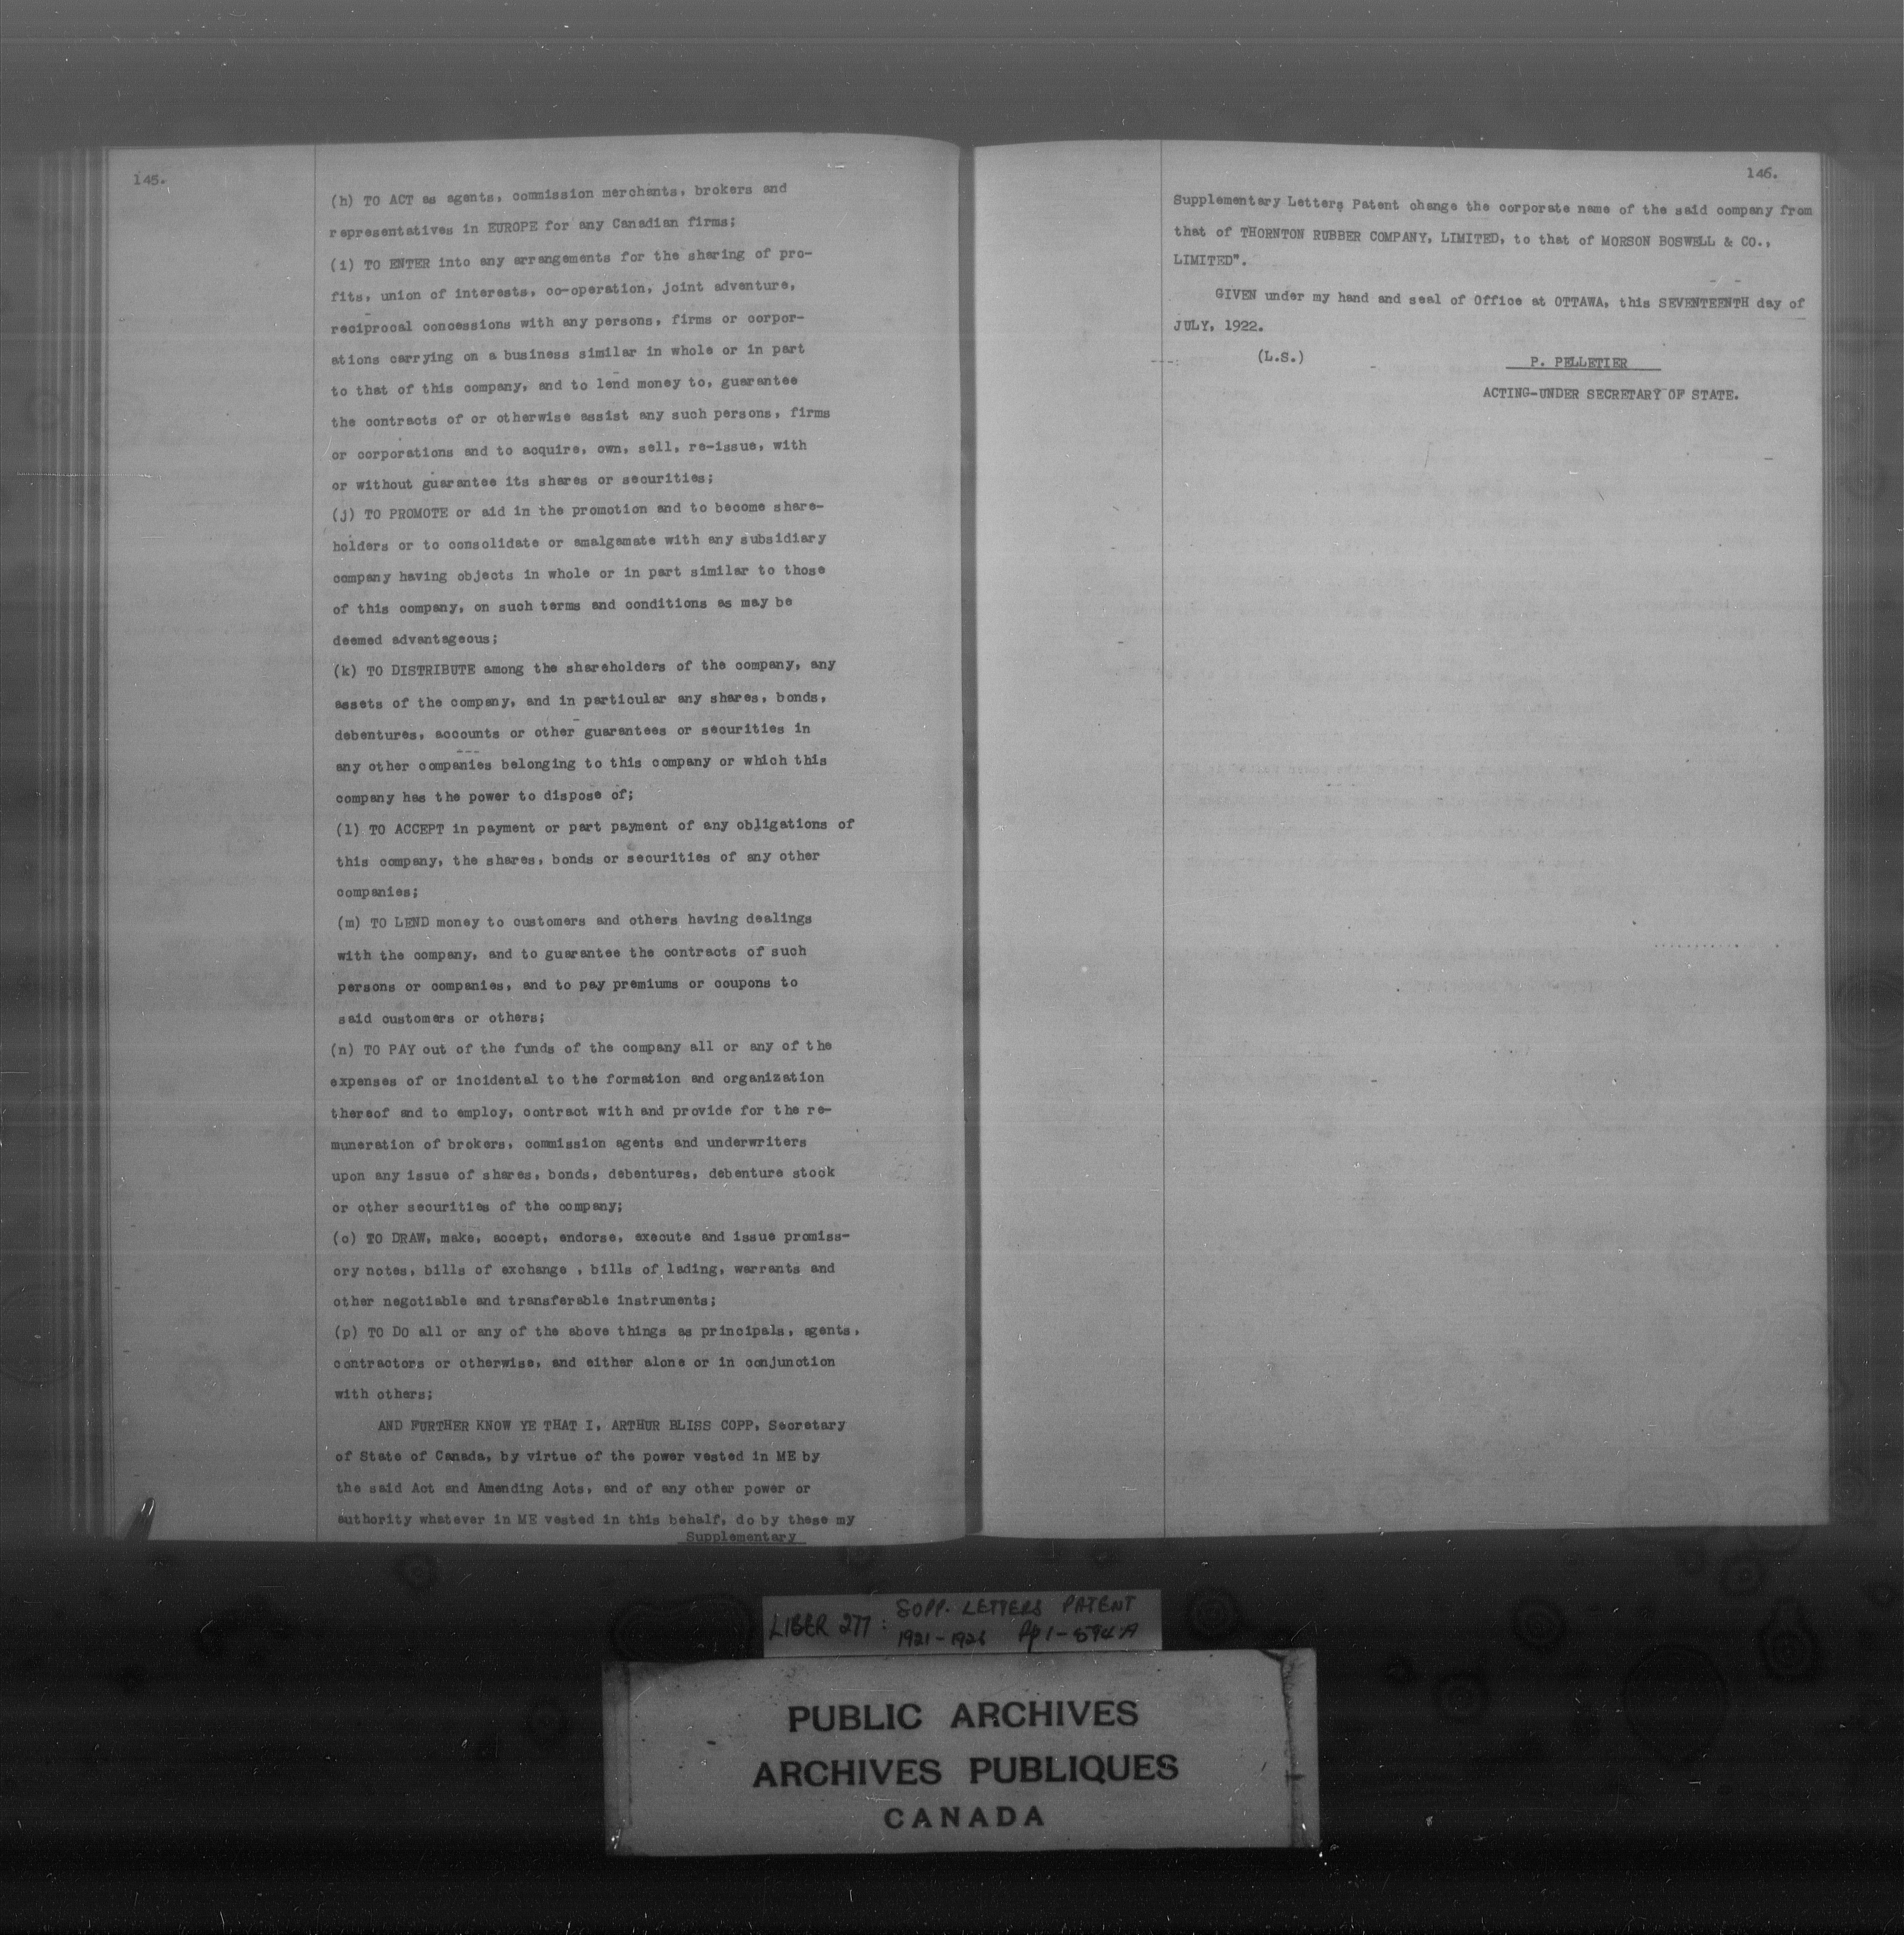 145.
(h) TO ACT as agents, commission merchants, brokers and
representatives in EUROPE for any Canadian firms;
(i) TO ENTER into any arrangements for the sharing of pro-
fits, union of interests, co-operation, joint adventure,
reciprocal concessions with any persons, firms or corpor-
ations carrying on a business similar in whole or in part
to that of this company, and to lend money to, guarantee
the contracts of or otherwise assist any such persons, firms
or corporations and to acquire, own, sell, re-issue, with
or without guarantee its shares or securities;
(j) TO PROMOTE or aid in the promotion and to become share-
holders or to consolidate or amalgamate with any subsidiary
company having objects in whole or in part similar to those
of this company, on such terms and conditions as may be
deemed advantageous;
(k) TO DISTRIBUTE among the shareholders of the company, any
assets of the company, and in particular any shares, bonds,
debentures, accounts or other guarantees or securities in
any other companies belonging to this company or which this
company has the power to dispose of;
(l) TO ACCEPT in payment or part payment of any obligations of
this company, the shares, bonds or securities of any other
companies;
(m) TO LEND money to customers and others having dealings
with the company, and to guarantee the contracts of such
persons or companies, and to pay premiums or coupons to
said customers or others;
(n) TO PAY out of the funds of the company all or any of the
expenses of or incidental to the formation and organization
thereof and to employ, contract with and provide for the re-
muneration of brokers, commission agents and underwriters
upon any issue of shares, bonds, debentures, debenture stock
or other securities of the company;
(o) TO DRAW, make, accept, endorse, execute and issue promiss-
ory notes, bills of exchange , bills of lading, warrants and
other negotiable and transferable instruments;
(p) TO DO all or any of the above things as principals, agents,
contractors or otherwise, and either alone or in conjunction
with others;
AND FURTHER KNOW YE THAT I, ARTHUR BLISS COPP, Secretary
of State of Canada, by virtue of the power vested in ME by
the said Act and Amending Acts, and of any other power or
authority whatever in ME vested in this behalf, do by these my
Supplementary
146.
Supplementary Letters Patent change the corporate name of the said company from
that of THORNTON RUBBER COMPANY, LIMITED, to that of MORSON BOSWELL & CO.,
LIMITED".
GIVEN under my hand and seal of Office at OTTAWA, this SEVENTEENTH day of
JULY, 1922.
(L.S.)
P. PELLETIER
ACTING-UNDER SECRETARY OF STATE.
LIBER 277: SUPP. LETTERS PATENT
1921-1926 Pp 1-594A
PUBLIC ARCHIVES
ARCHIVES PUBLIQUES
CANADA